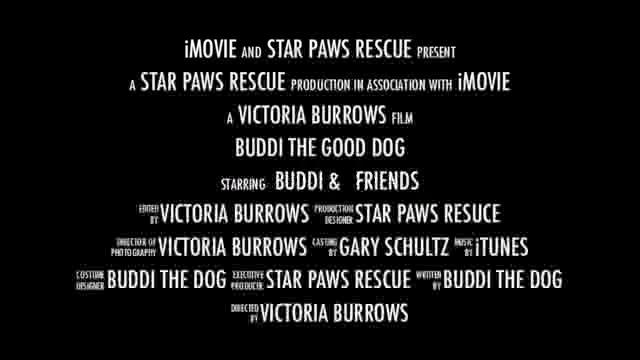 iMOVIE AND STAR PAWS RESCUE PRESENT
A STAR PAWS RESCUE PRODUCTION IN ASSOCIATION WITH iMOVIE
A VICTORIA BURROWS FILM
BUDDI THE GOOD DOG
STARRING BUDDI & FRIENDS
EDITED BY VICTORIA BURROWS PRODUCTION DESIGNER STAR PAWS RESUCE
DIRECTOR OF PHOTOGRAPHY VICTORIA BURROWS CASTING BY GARY SCHULTZ MUSIC BY iTUNES
COSTUME DESIGNER BUDDI THE DOG EXECUTIVE PRODUCER STAR PAWS RESCUE WRITTEN BY BUDDI THE DOG
DIRECTED BY VICTORIA BURROWS